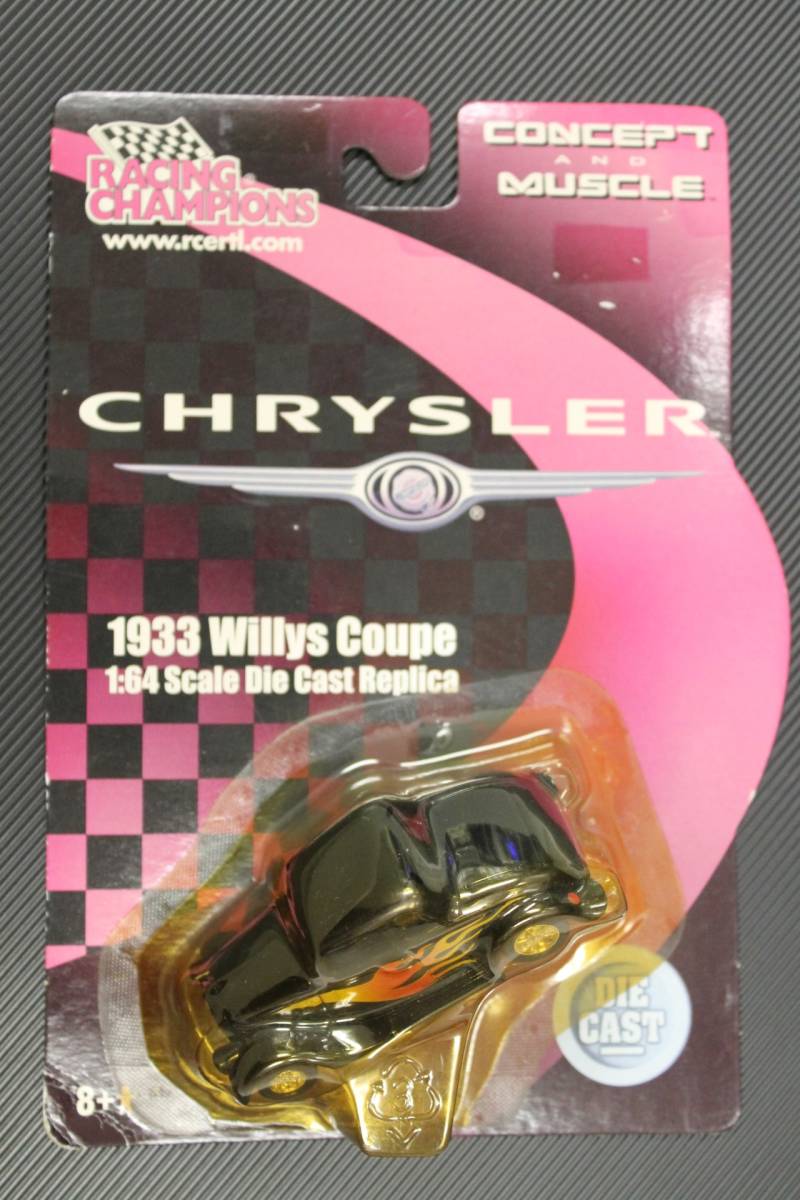 RACING
CHAMPIONS
www.rcertl.com
CONCEPT
AND
MUSCLE
CHRYSLER
®
1933 Willys Coupe
1:64 Scale Die Cast Replica
DIE
CAST
8+